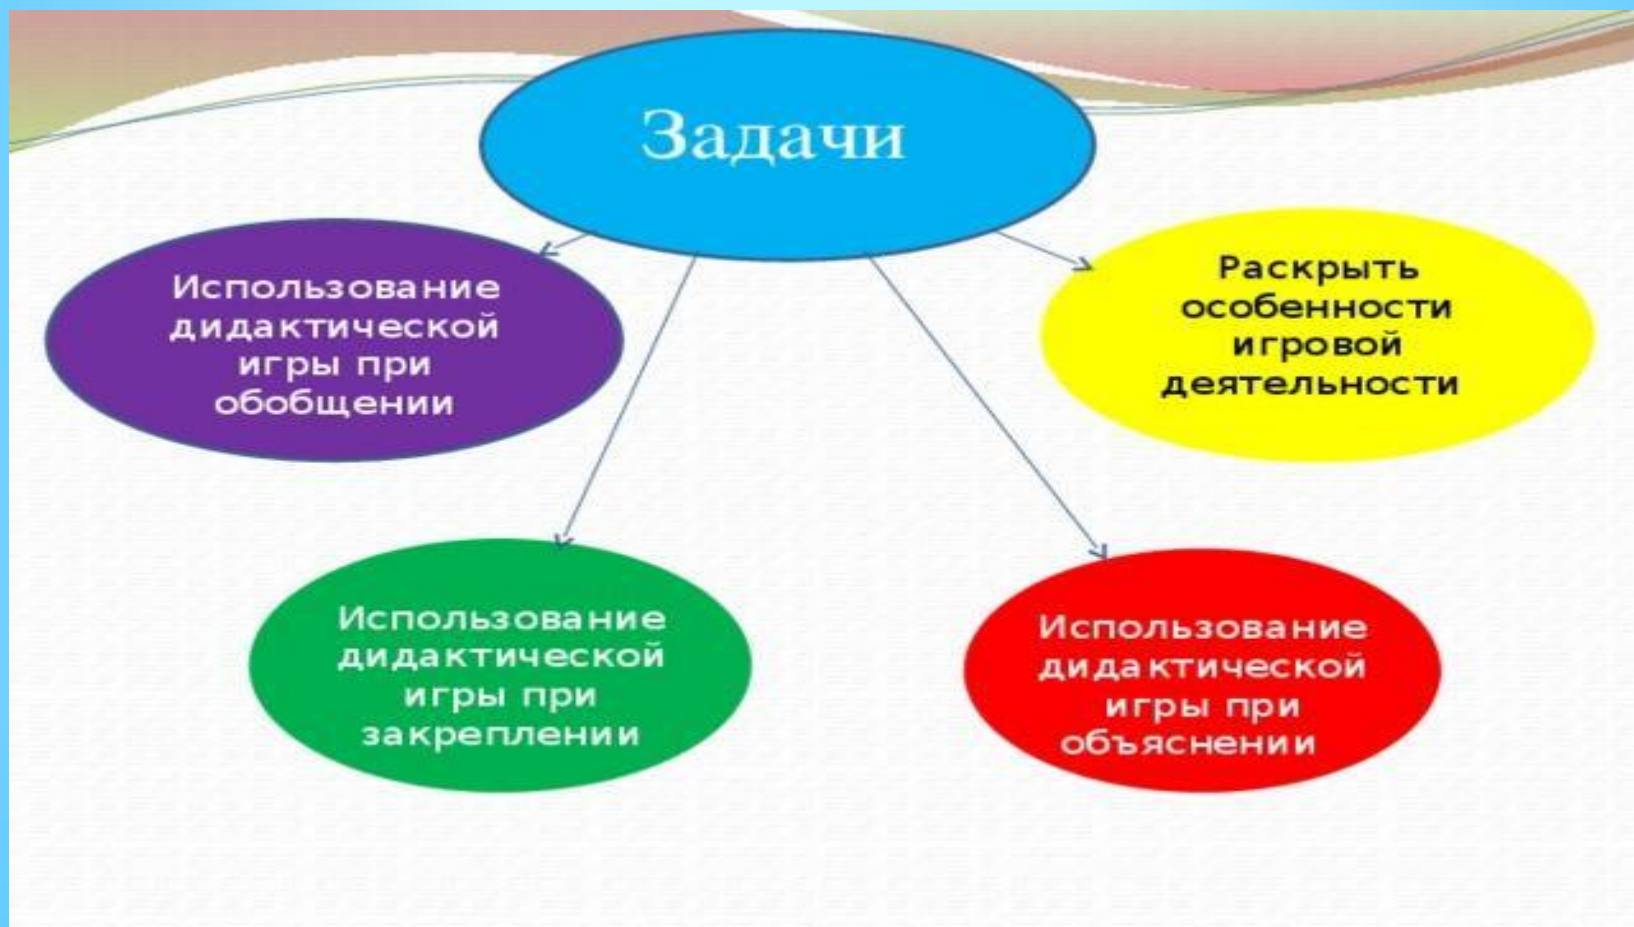 Задачи
Использование
дидактической
игры при
обобщении
Раскрыть
особенности
игровой
деятельности
Использование
дидактической
игры при
закреплении
Использование
дидактической
игры при
объяснении